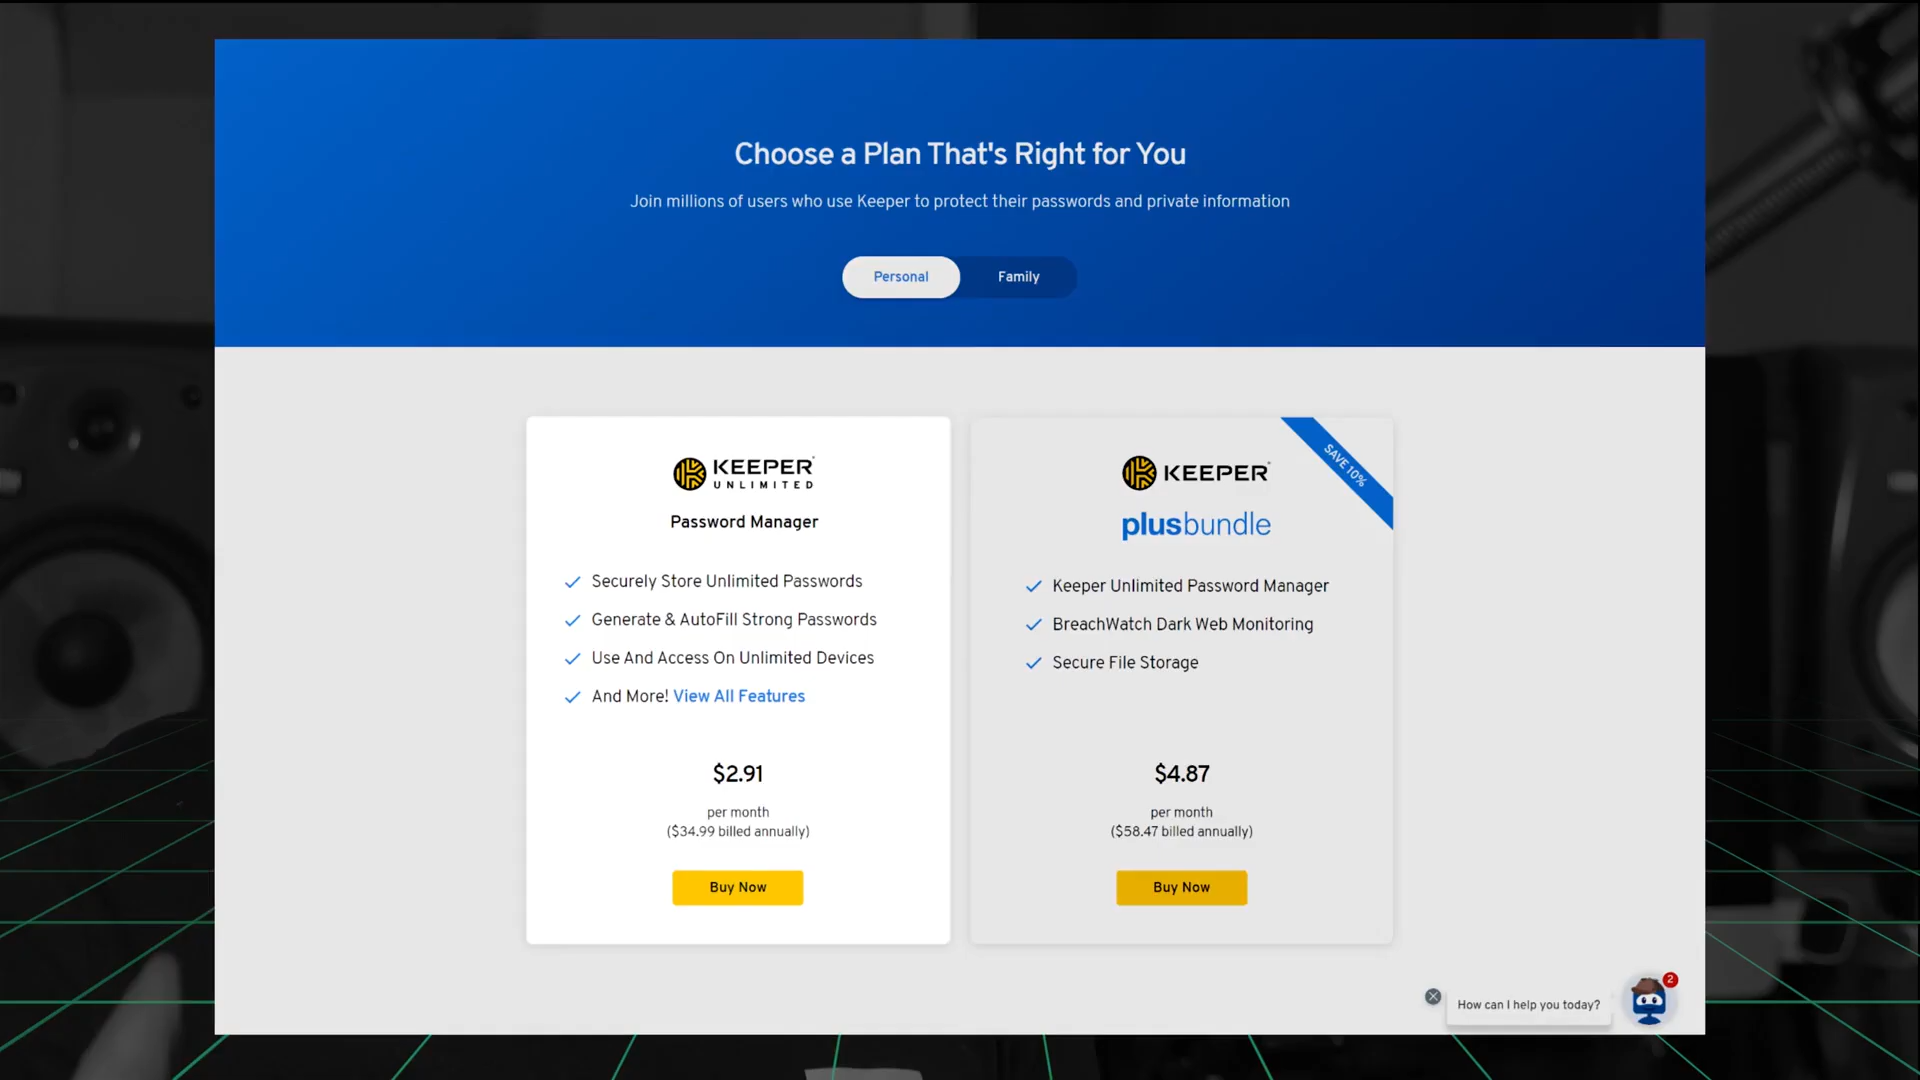 Choose a Plan That's Right for You
Join millions of users who use Keeper to protect their passwords and private information
Personal
Family
KEEPER
UNLIMITED
Password Manager
Securely Store Unlimited Passwords
Generate & AutoFill Strong Passwords
Use And Access On Unlimited Devices
And More! View All Features
$2.91
per month
($34.99 billed annually)
Buy Now
SAVE 10%
KEEPER
plusbundle
Keeper Unlimited Password Manager
BreachWatch Dark Web Monitoring
Secure File Storage
$4.87
per month
($58.47 billed annually)
Buy Now
How can I help you today?
2